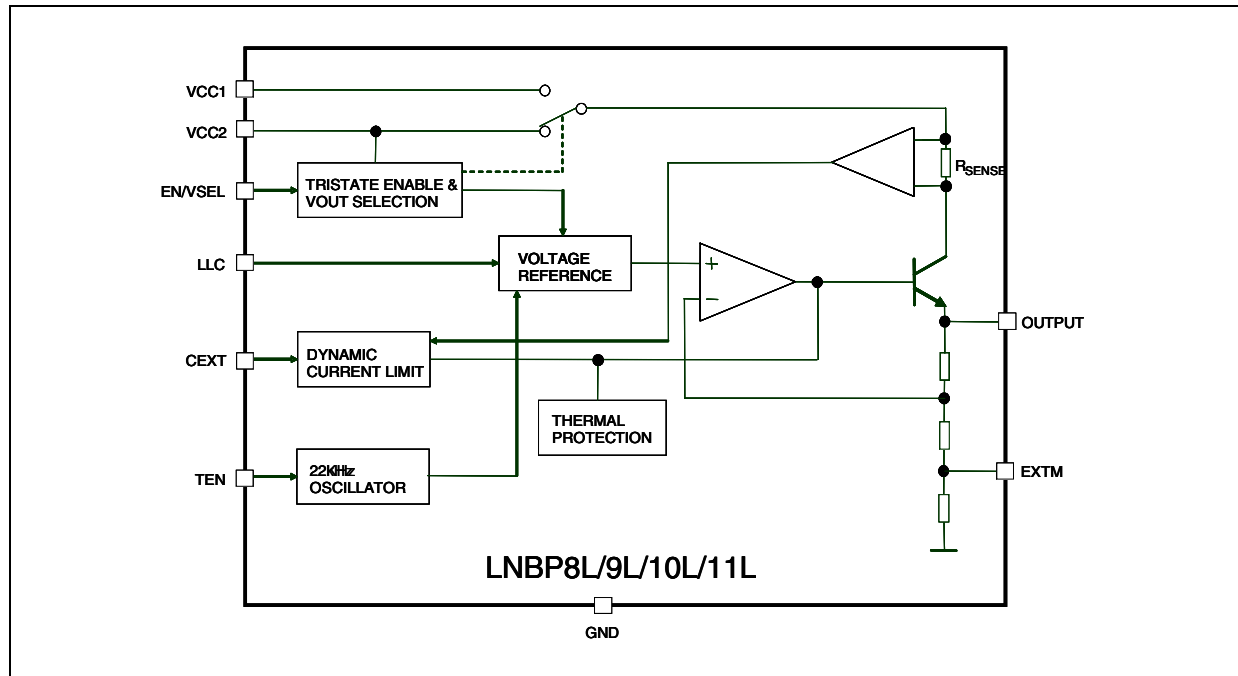 VCC1
VCC2
EN/VSEL
TRISTATE ENABLE &
VOUT SELECTION
RSENSE
LLC
VOLTAGE
REFERENCE
+
−
OUTPUT
CEXT
DYNAMIC
CURRENT LIMIT
THERMAL
PROTECTION
TEN
22KHz
OSCILLATOR
EXTM
LNBP8L/9L/10L/11L
GND